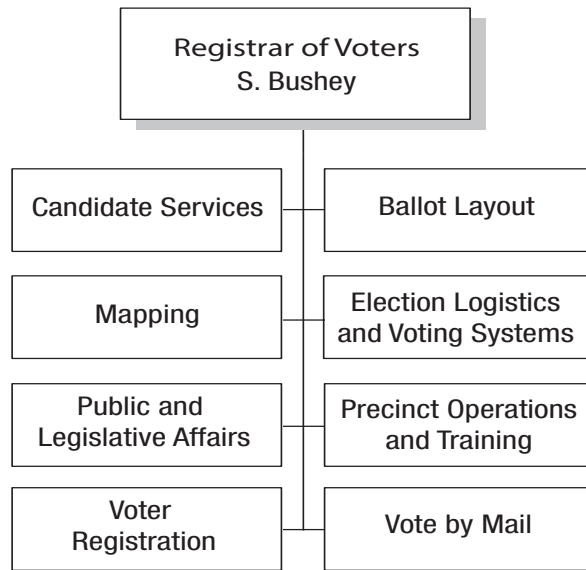 Registrar of Voters
S. Bushey
Candidate Services
Ballot Layout
Mapping
Election Logistics
and Voting Systems
Public and
Legislative Affairs
Precinct Operations
and Training
Voter
Registration
Vote by Mail